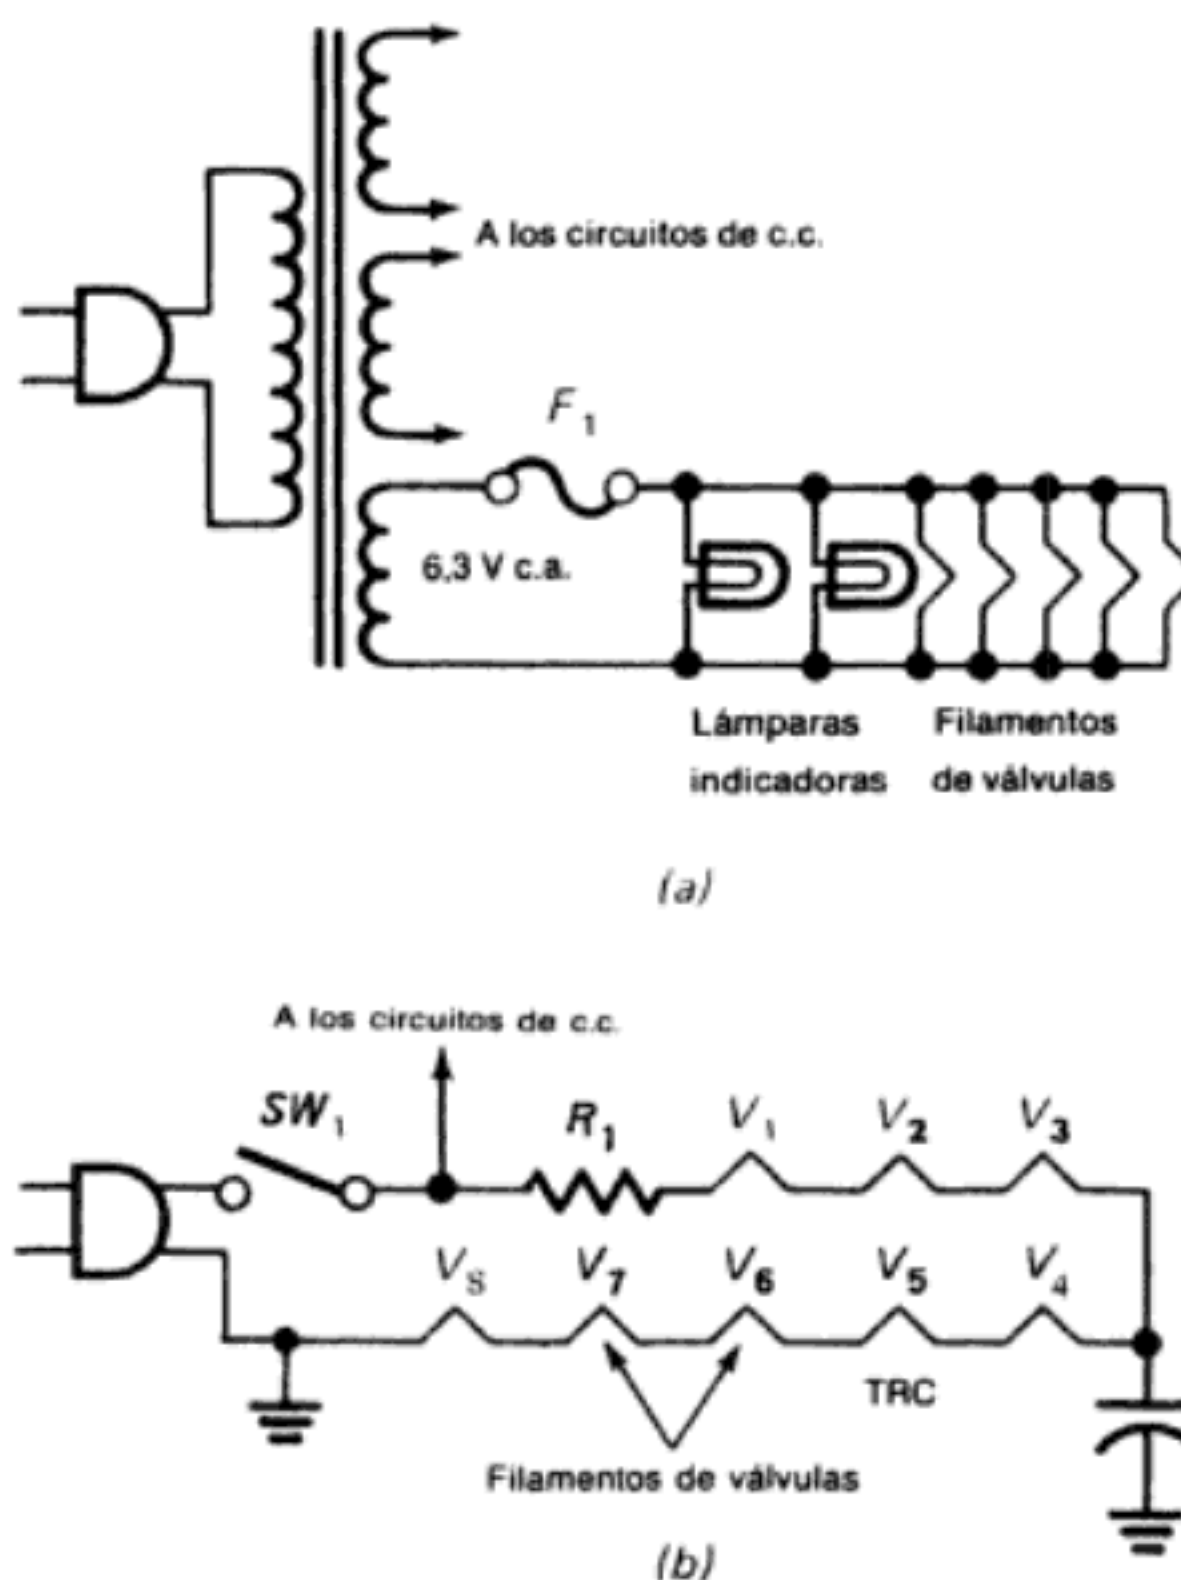 A los circuitos de c.c.
F1
6,3 V c.a.
Lámparas indicadoras
Filamentos de válvulas
(a)
A los circuitos de c.c.
SW1
R1
V1
V2
V3
V8
V7
V6
V5
V4
TRC
Filamentos de válvulas
(b)